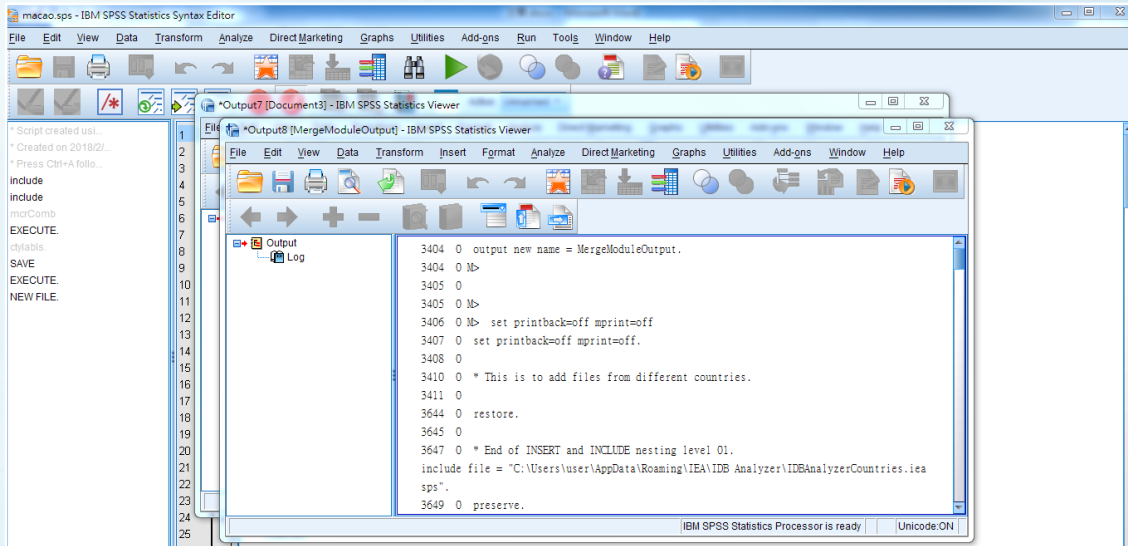 macao.sps - IBM SPSS Statistics Syntax Editor
File Edit View Data Transform Analyze Direct Marketing Graphs Utilities Add-ons Run Tools Window Help
*Output7 [Document3] - IBM SPSS Statistics Viewer
*Output8 [MergeModuleOutput] - IBM SPSS Statistics Viewer
File Edit View Data Transform Insert Format Analyze Direct Marketing Graphs Utilities Add-ons Window Help
* Script created usi...
* Created on 2018/2/...
* Press Ctrl+A follo...
include
include
mcrComb
EXECUTE.
ctylabls.
SAVE
EXECUTE.
NEW FILE.
1
2
3
4
5
6
7
8
9
10
11
12
13
14
15
16
17
18
19
20
21
22
23
24
25
Output
Log
3404 0 output new name = MergeModuleOutput.
3404 0 M>
3405 0
3405 0 M>
3406 0 M> set printback=off mprint=off
3407 0 set printback=off mprint=off.
3408 0
3410 0 * This is to add files from different countries.
3411 0
3644 0 restore.
3645 0
3647 0 * End of INSERT and INCLUDE nesting level 01.
include file = "C:\Users\user\AppData\Roaming\IEA\IDB Analyzer\IDBAnalyzerCountries.iea
sps".
3649 0 preserve.
IBM SPSS Statistics Processor is ready Unicode:ON